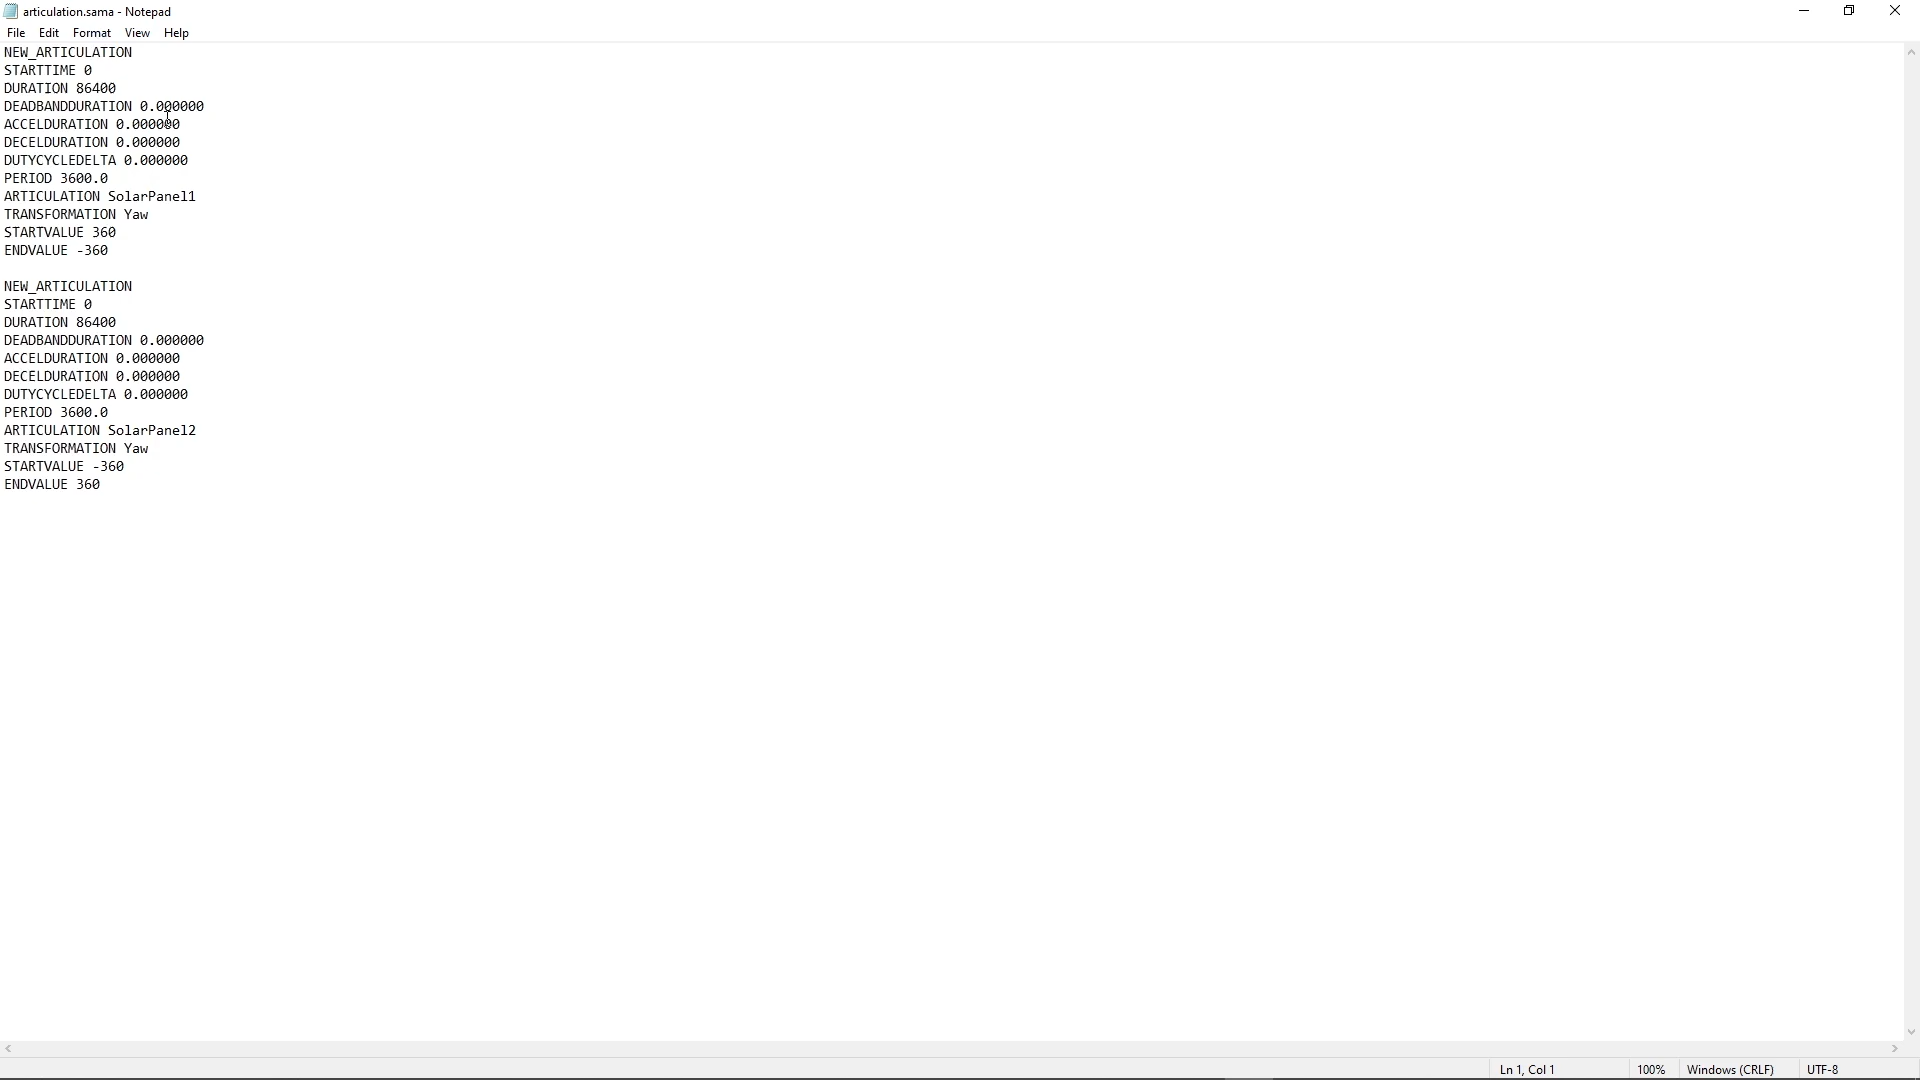 articulation.sama - Notepad
File Edit Format View Help
NEW_ARTICULATION
STARTTIME 0
DURATION 86400
DEADBANDDURATION 0.000000
ACCELDURATION 0.000000
DECELDURATION 0.000000
DUTYCYCLEDELTA 0.000000
PERIOD 3600.0
ARTICULATION SolarPanel1
TRANSFORMATION Yaw
STARTVALUE 360
ENDVALUE -360
NEW_ARTICULATION
STARTTIME 0
DURATION 86400
DEADBANDDURATION 0.000000
ACCELDURATION 0.000000
DECELDURATION 0.000000
DUTYCYCLEDELTA 0.000000
PERIOD 3600.0
ARTICULATION SolarPanel2
TRANSFORMATION Yaw
STARTVALUE -360
ENDVALUE 360
Ln 1, Col 1 100% Windows (CRLF) UTF-8